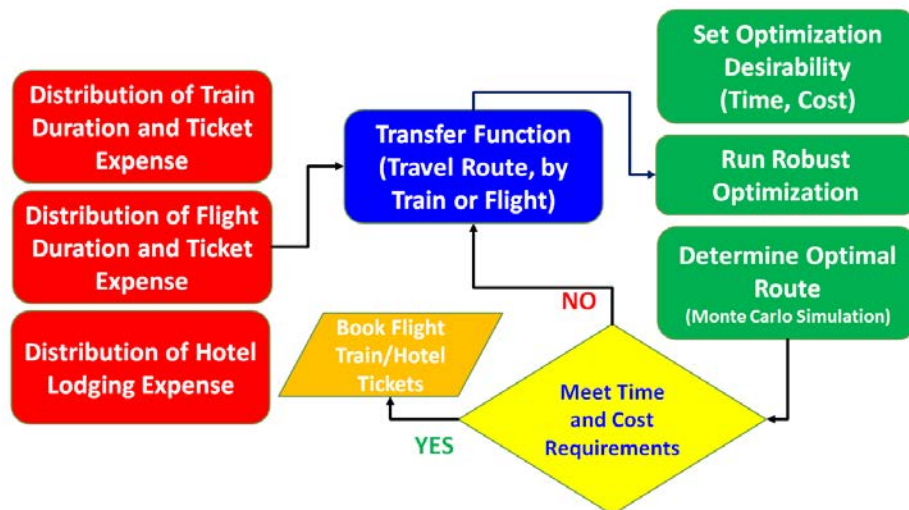 Distribution of Train
Duration and Ticket
Expense
Distribution of Flight
Duration and Ticket
Expense
Distribution of Hotel
Lodging Expense
Transfer Function
(Travel Route, by
Train or Flight)
Set Optimization
Desirability
(Time, Cost)
Run Robust
Optimization
Determine Optimal
Route
(Monte Carlo Simulation)
NO
Book Flight
Train/Hotel
Tickets
YES
Meet Time
and Cost
Requirements